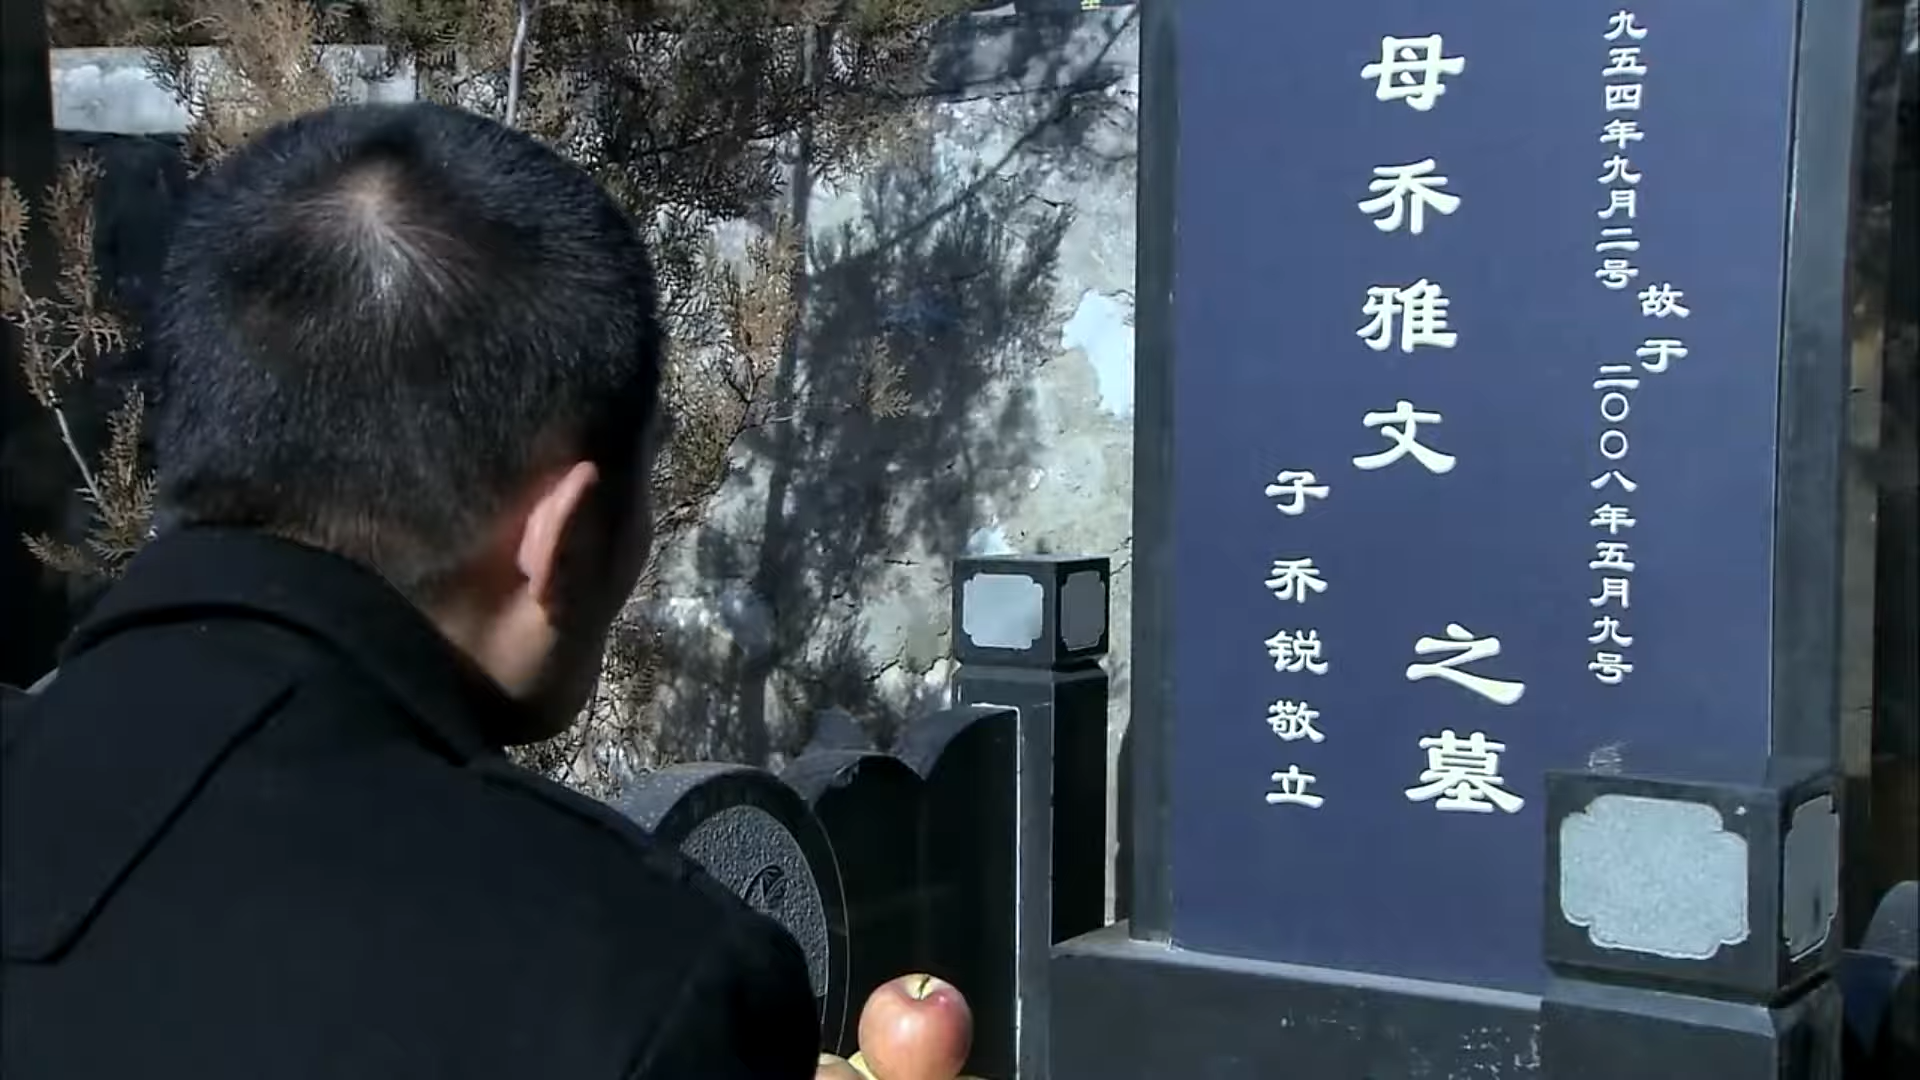 九五四年九月二号
故于
二〇〇八年五月九号
母乔雅文
之墓
子乔锐敬立